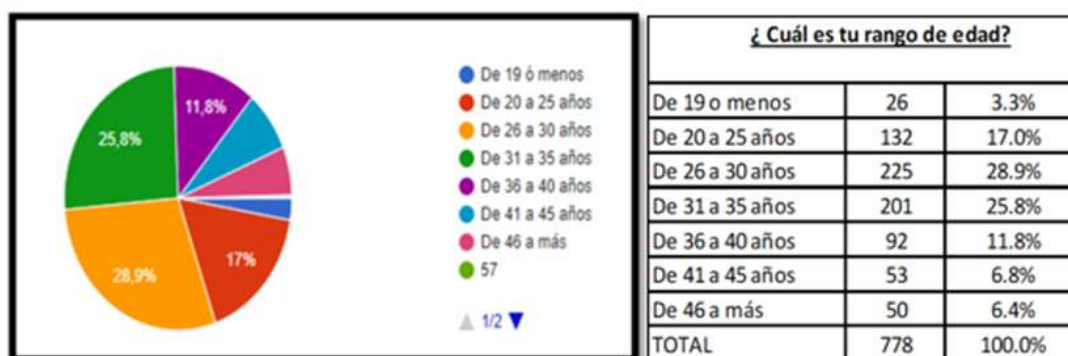 11,8%
25,8%
28,9%
17%
De 19 ó menos
De 20 a 25 años
De 26 a 30 años
De 31 a 35 años
De 36 a 40 años
De 41 a 45 años
De 46 a más
57
1/2
¿ Cuál es tu rango de edad?
De 19 o menos 26 3.3%
De 20 a 25 años 132 17.0%
De 26 a 30 años 225 28.9%
De 31 a 35 años 201 25.8%
De 36 a 40 años 92 11.8%
De 41 a 45 años 53 6.8%
De 46 a más 50 6.4%
TOTAL 778 100.0%